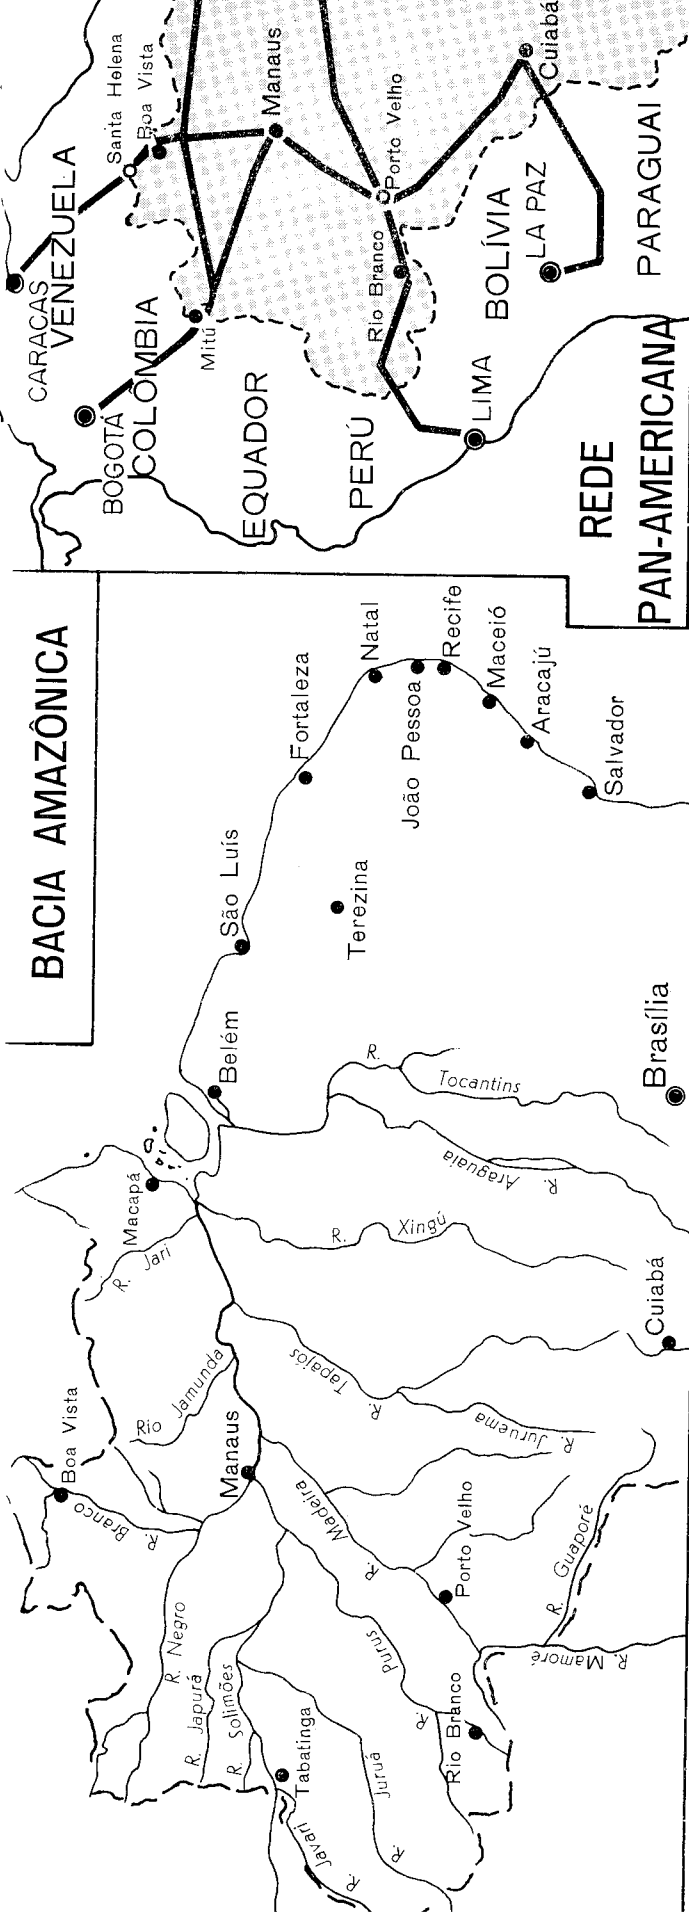 BACIA AMAZÔNICA
Boa Vista
R. Branco
Macapá
R. Jari
Rio Jamunda
Belém
São Luís
Fortaleza
Natal
João Pessoa
Recife
Maceió
Aracajú
Salvador
Terezina
R. Negro
R. Japurá
R. Solimões
Tabatinga
R. Javari
R. Juruá
R. Purus
Rio Branco
Manaus
R. Madeira
Porto Velho
R. Mamoré
R. Guaporé
R. Tapajós
R. Juruema
R. Xingú
R. Araguaia
R. Tocantins
Cuiabá
Brasília
CARACAS
VENEZUELA
Santa Helena
Boa Vista
BOGOTÁ
COLÔMBIA
Mitú
Manaus
EQUADOR
PERÚ
Rio Branco
Porto Velho
LIMA
BOLÍVIA
LA PAZ
Cuiabá
PARAGUAI
REDE
PAN-AMERICANA